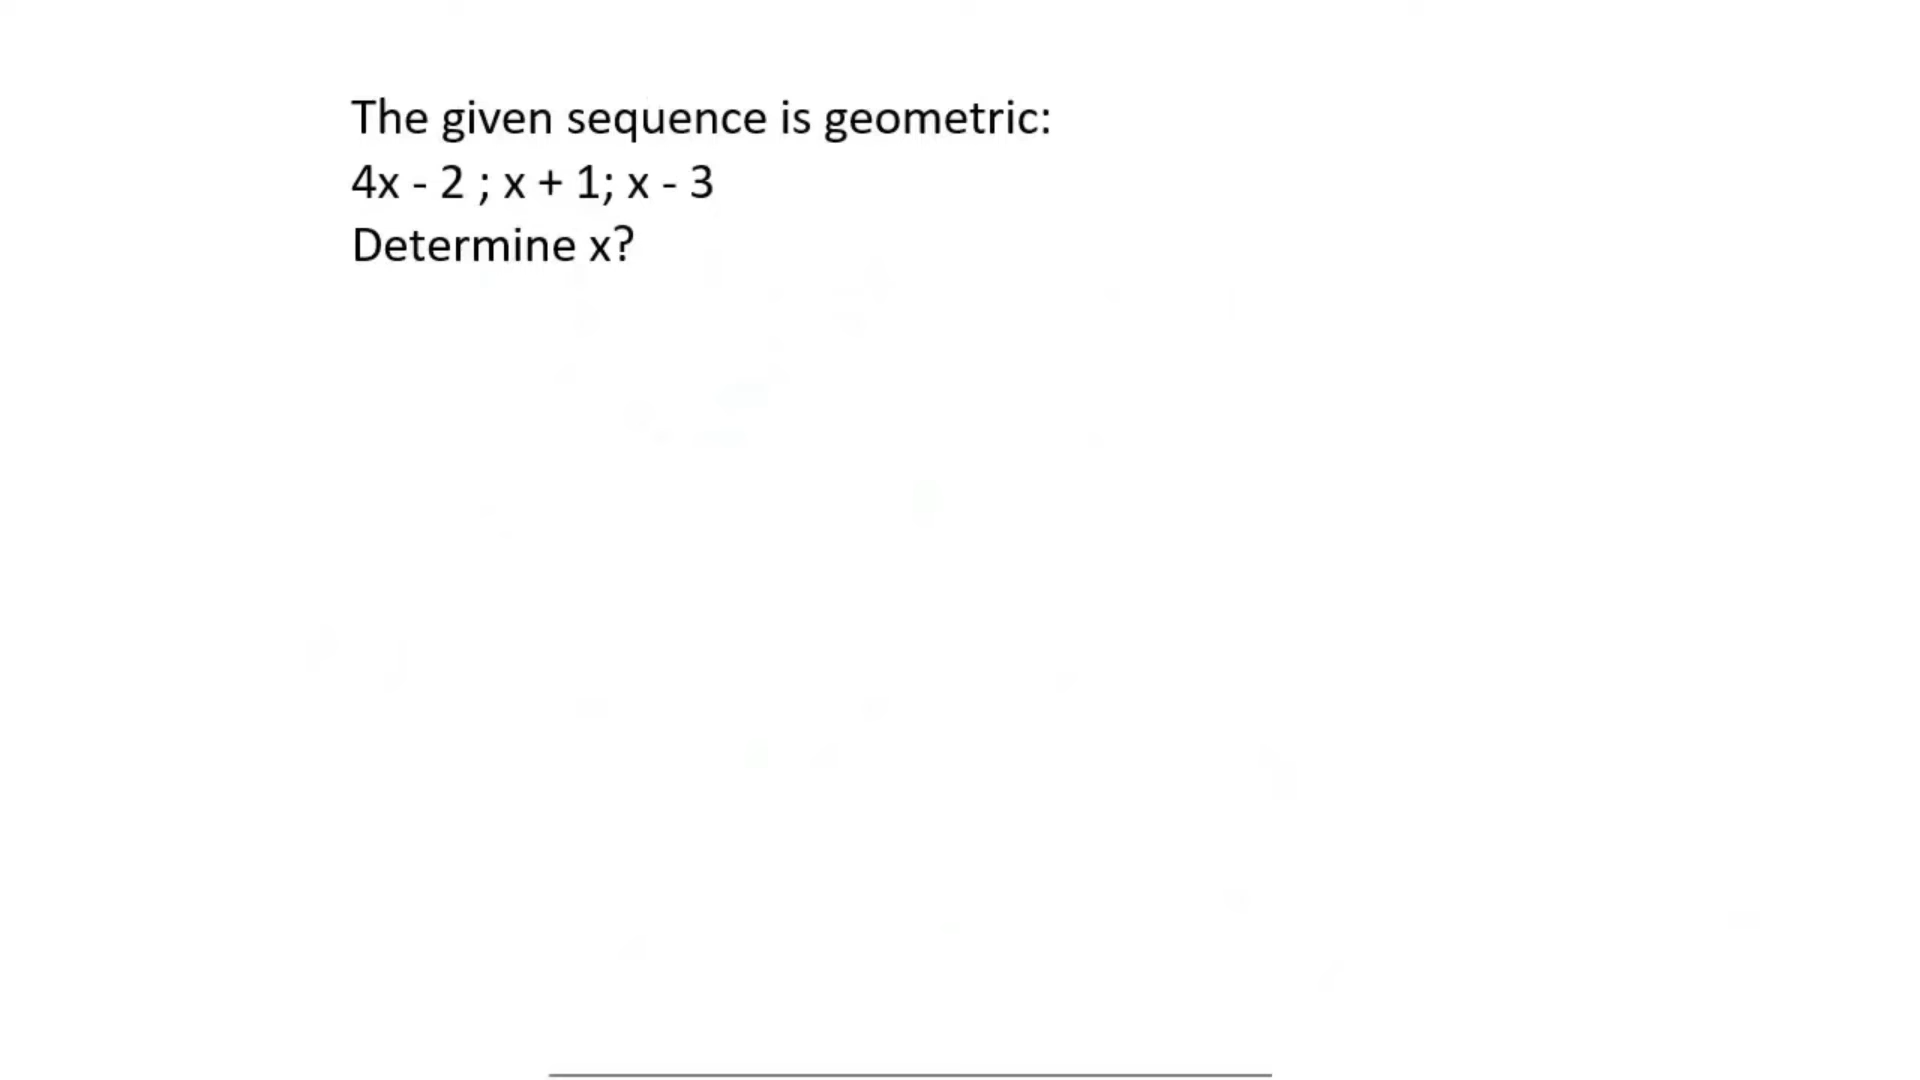 The given sequence is geometric:
4x - 2 ; x + 1; x - 3
Determine x?